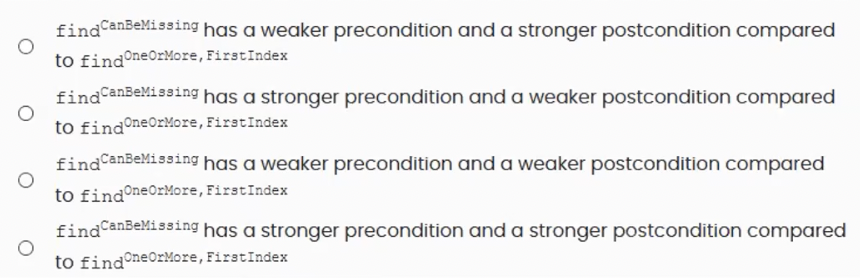 findCanBeMissing has a weaker precondition and a stronger postcondition compared
to findOneOrMore,FirstIndex
findCanBeMissing has a stronger precondition and a weaker postcondition compared
to findOneOrMore,FirstIndex
findCanBeMissing has a weaker precondition and a weaker postcondition compared
to findOneOrMore,FirstIndex
findCanBeMissing has a stronger precondition and a stronger postcondition compared
to findOneOrMore,FirstIndex